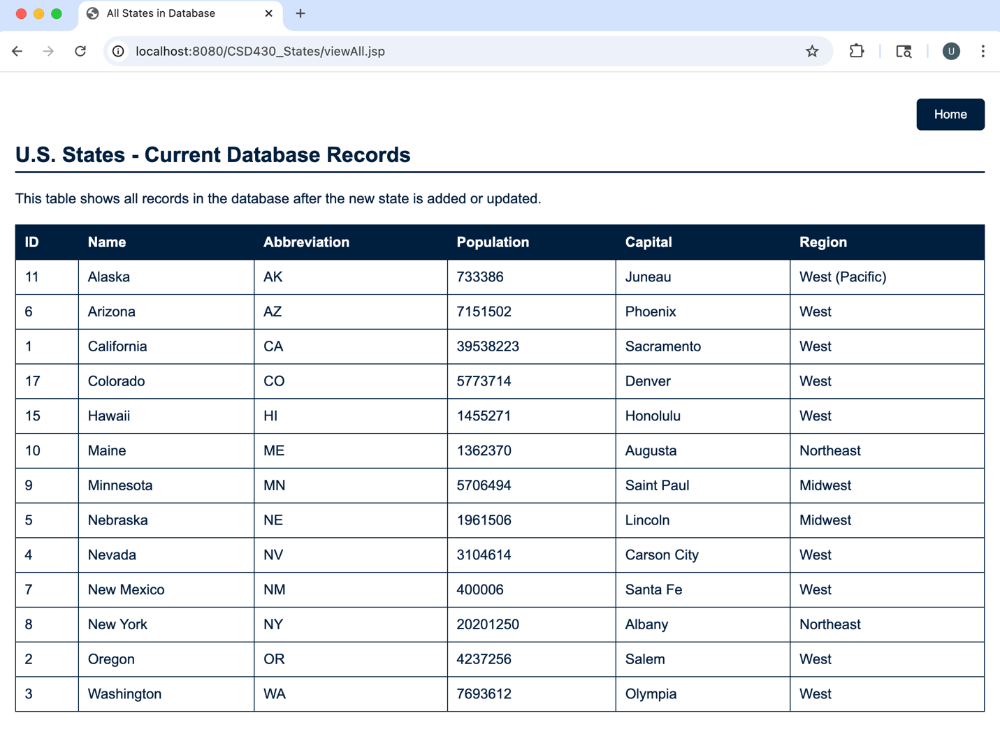 All States in Database
localhost:8080/CSD430_States/viewAll.jsp
U
Home
U.S. States - Current Database Records
This table shows all records in the database after the new state is added or updated.
ID Name Abbreviation Population Capital Region
11 Alaska AK 733386 Juneau West (Pacific)
6 Arizona AZ 7151502 Phoenix West
1 California CA 39538223 Sacramento West
17 Colorado CO 5773714 Denver West
15 Hawaii HI 1455271 Honolulu West
10 Maine ME 1362370 Augusta Northeast
9 Minnesota MN 5706494 Saint Paul Midwest
5 Nebraska NE 1961506 Lincoln Midwest
4 Nevada NV 3104614 Carson City West
7 New Mexico NM 400006 Santa Fe West
8 New York NY 20201250 Albany Northeast
2 Oregon OR 4237256 Salem West
3 Washington WA 7693612 Olympia West